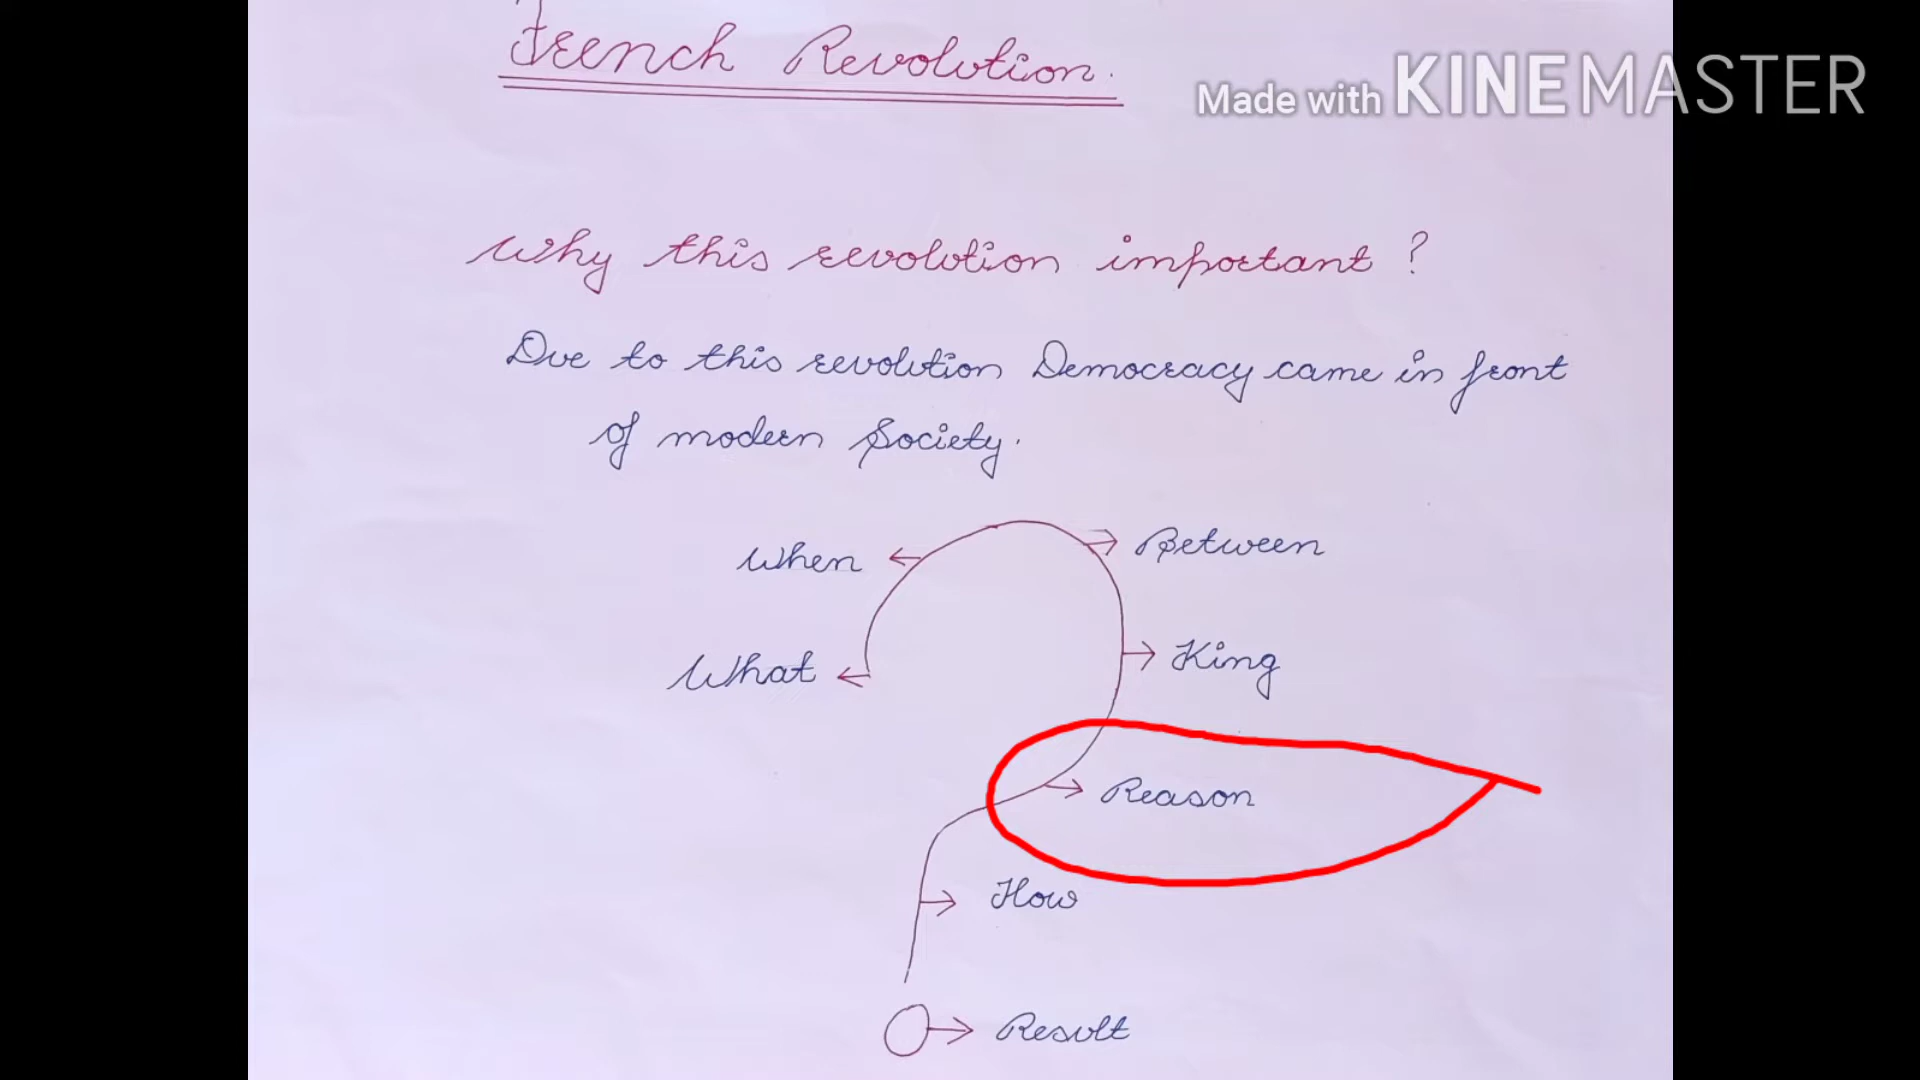 French Revolution.
Made with KINEMASTER
Why this revolution important ?
Due to this revolution Democracy came in front
of modern Society.
When
Between
What
King
Reason
How
Result